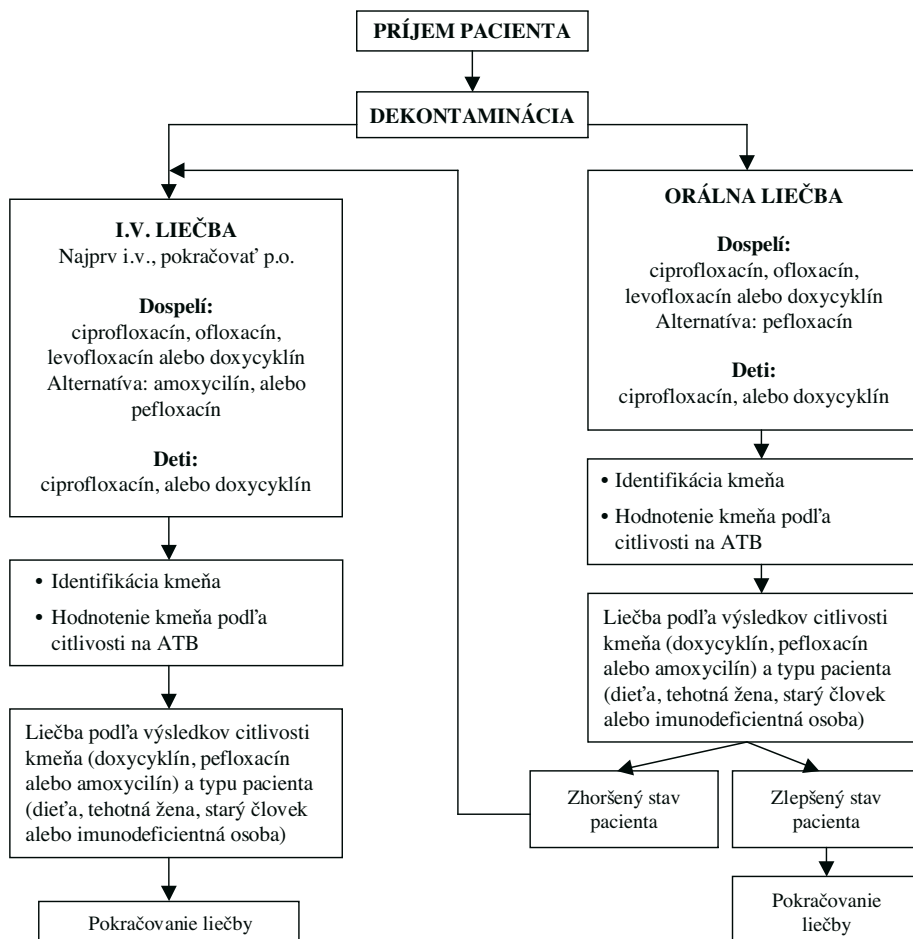 PRÍJEM PACIENTA
DEKONTAMINÁCIA
I.V. LIEČBA
Najprv i.v., pokračovať p.o.
Dospelí:
ciprofloxacín, ofloxacín,
levofloxacín alebo doxycyklín
Alternatíva: amoxycilín, alebo
pefloxacín
Deti:
ciprofloxacín, alebo doxycyklín
• Identifikácia kmeňa
• Hodnotenie kmeňa podľa
citlivosti na ATB
Liečba podľa výsledkov citlivosti
kmeňa (doxycyklín, pefloxacín
alebo amoxycilín) a typu pacienta
(dieťa, tehotná žena, starý človek
alebo imunodeficientná osoba)
Pokračovanie liečby
ORÁLNA LIEČBA
Dospelí:
ciprofloxacín, ofloxacín,
levofloxacín alebo doxycyklín
Alternatíva: pefloxacín
Deti:
ciprofloxacín, alebo doxycyklín
• Identifikácia kmeňa
• Hodnotenie kmeňa podľa
citlivosti na ATB
Liečba podľa výsledkov citlivosti
kmeňa (doxycyklín, pefloxacín
alebo amoxycilín) a typu pacienta
(dieťa, tehotná žena, starý človek
alebo imunodeficientná osoba)
Zhoršený stav
pacienta
Zlepšený stav
pacienta
Pokračovanie
liečby